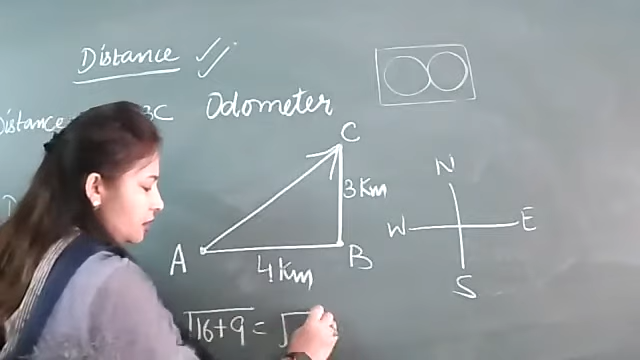 Distance
Distance BC Odometer
C
3 Km
A B
4 Km
N
W E
S
√16+9 = √